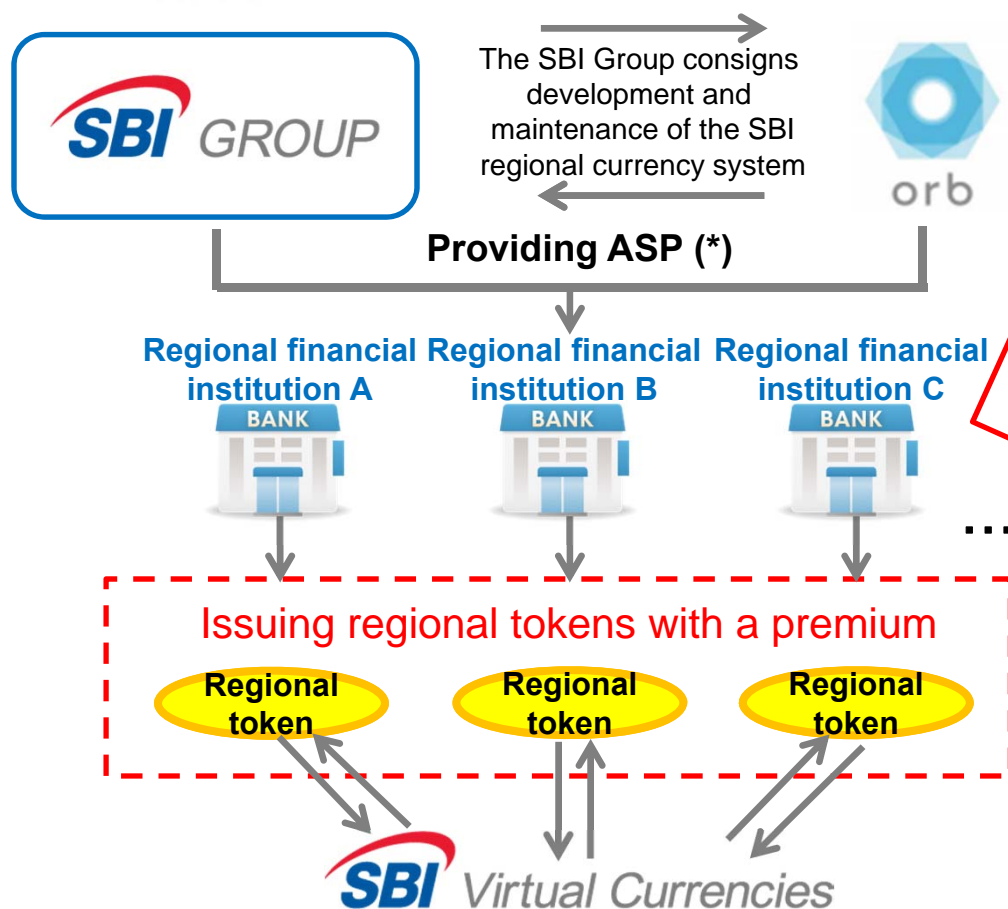 SBI GROUP
The SBI Group consigns
development and
maintenance of the SBI
regional currency system
orb
Providing ASP (*)
Regional financial
institution A
Regional financial
institution B
Regional financial
institution C
BANK
BANK
BANK
...
Issuing regional tokens with a premium
Regional
token
Regional
token
Regional
token
SBI Virtual Currencies